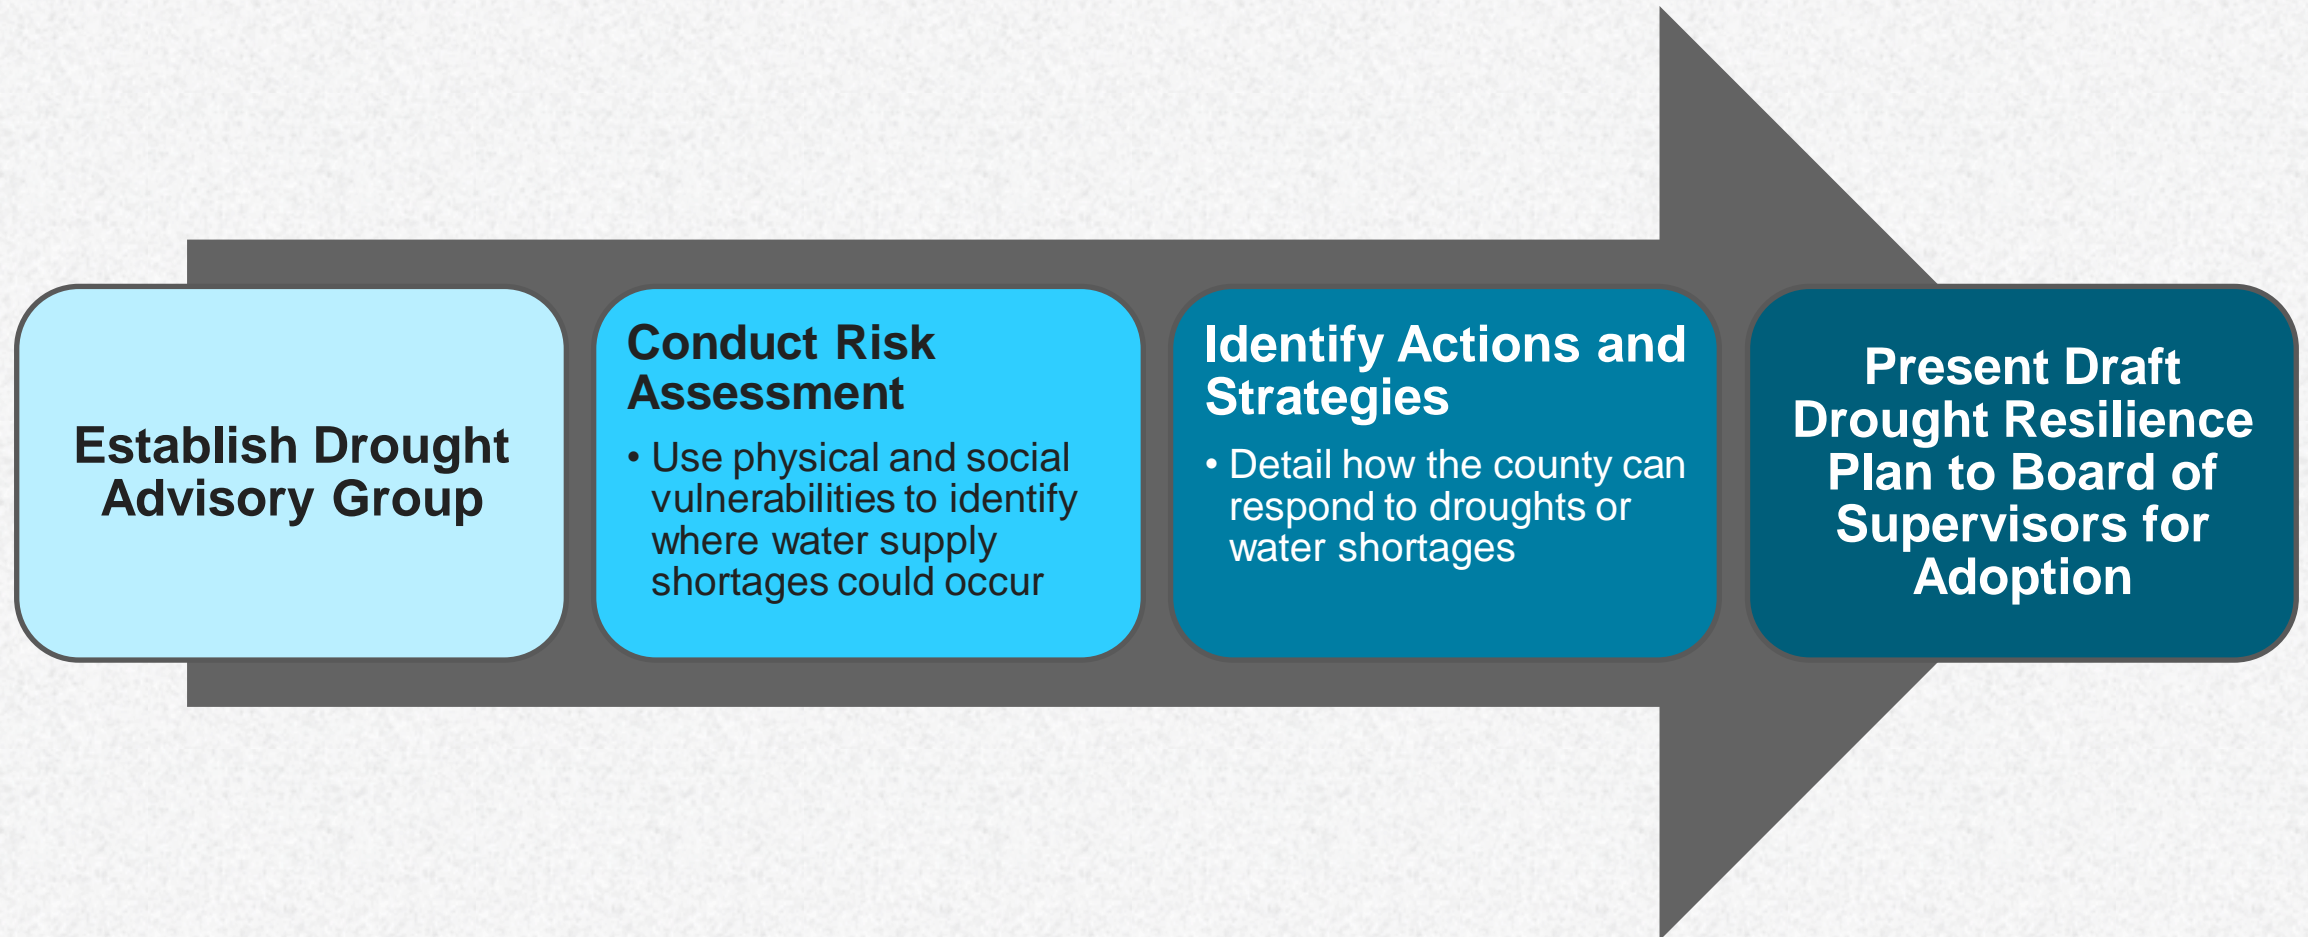 Establish Drought
Advisory Group
Conduct Risk
Assessment
• Use physical and social
vulnerabilities to identify
where water supply
shortages could occur
Identify Actions and
Strategies
• Detail how the county can
respond to droughts or
water shortages
Present Draft
Drought Resilience
Plan to Board of
Supervisors for
Adoption